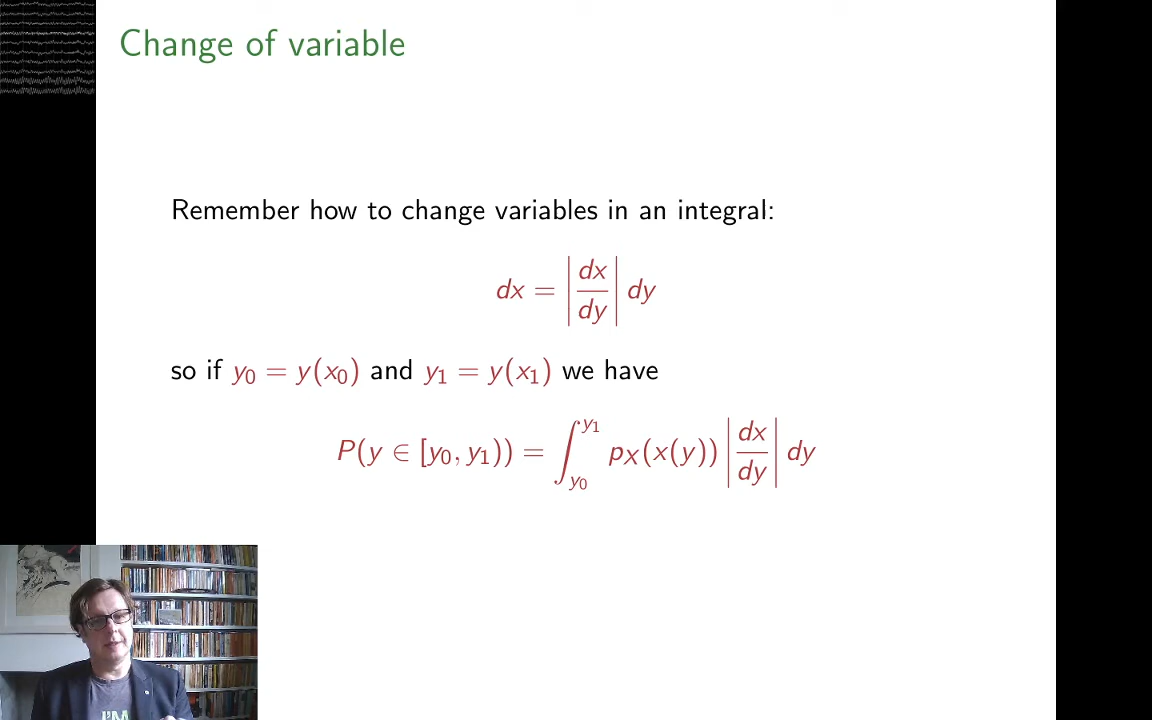 Change of variable
Remember how to change variables in an integral:
dx = |dx/dy| dy
so if y₀ = y(x₀) and y₁ = y(x₁) we have
P(y ∈ [y₀, y₁)) = ∫_{y₀}^{y₁} p_X(x(y)) |dx/dy| dy
I'M